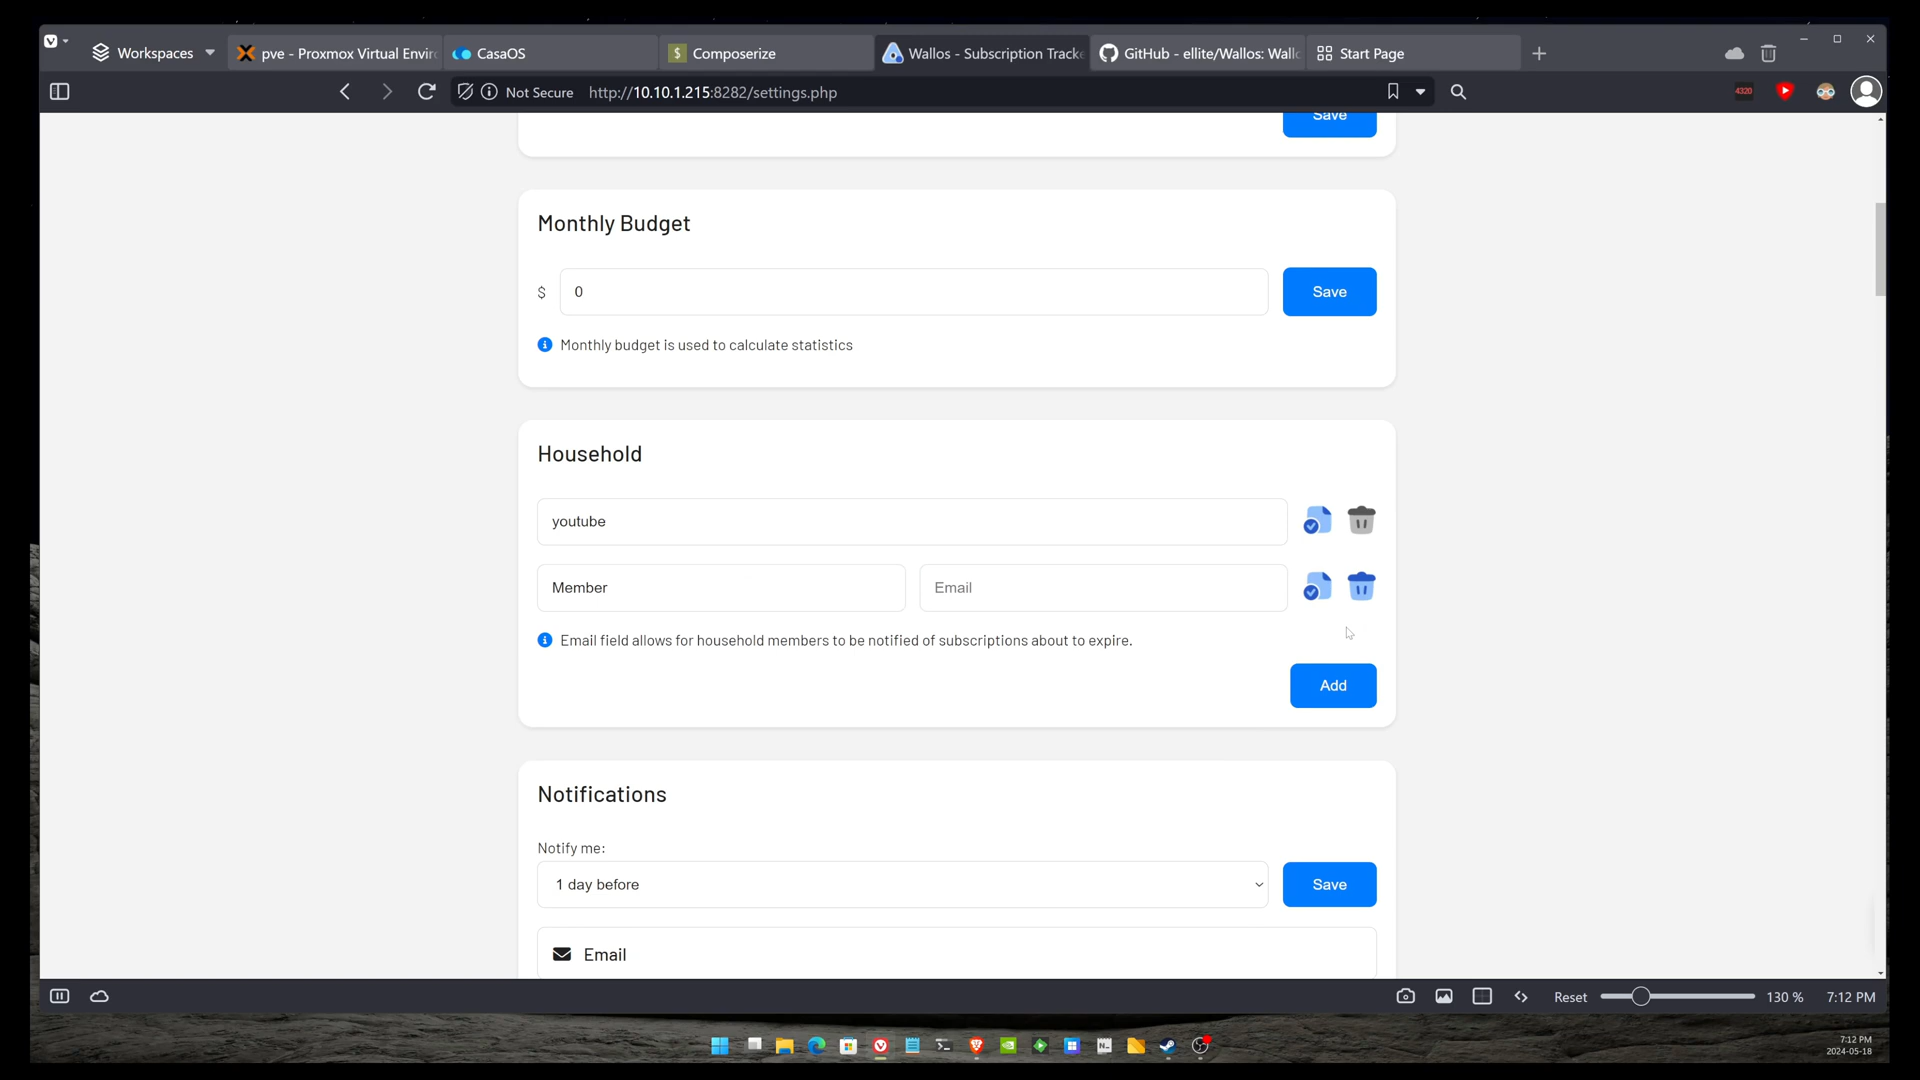 Workspaces
pve - Proxmox Virtual Envir
CasaOS
Composerize
Wallos - Subscription Tracke
GitHub - ellite/Wallos: Wallo
Start Page
Not Secure
http://10.10.1.215:8282/settings.php
4320
Save
Monthly Budget
$
0
Save
Monthly budget is used to calculate statistics
Household
youtube
Member
Email
Email field allows for household members to be notified of subscriptions about to expire.
Add
Notifications
Notify me:
1 day before
Save
Email
Reset
130 %
7:12 PM
7:12 PM
2024-05-18